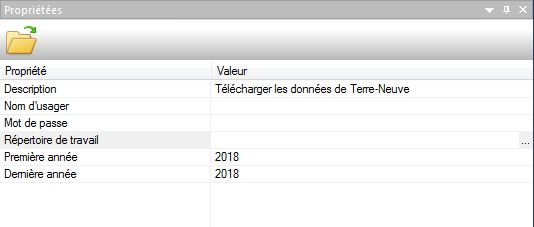 Propriétées
Propriété Valeur
Description Télécharger les données de Terre-Neuve
Nom d'usager
Mot de passe
Répertoire de travail ...
Première année 2018
Dernière année 2018